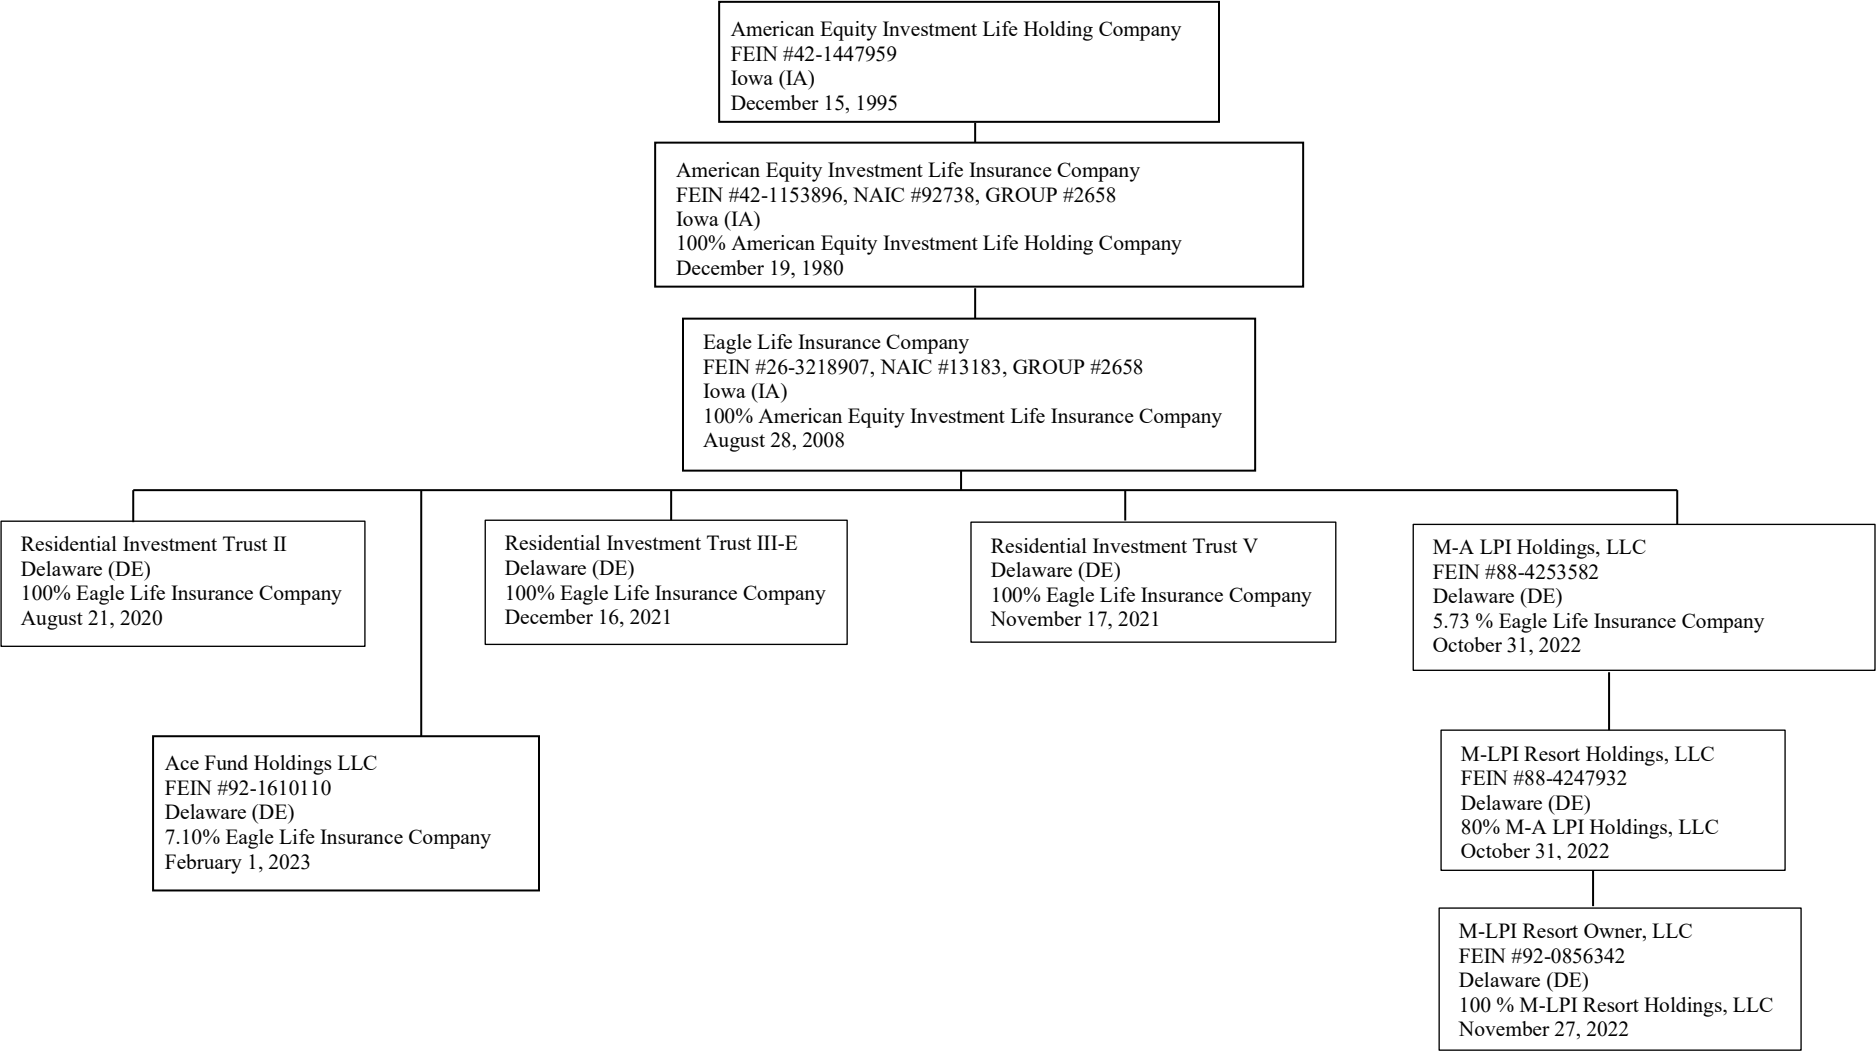 American Equity Investment Life Holding Company
FEIN #42-1447959
Iowa (IA)
December 15, 1995
American Equity Investment Life Insurance Company
FEIN #42-1153896, NAIC #92738, GROUP #2658
Iowa (IA)
100% American Equity Investment Life Holding Company
December 19, 1980
Eagle Life Insurance Company
FEIN #26-3218907, NAIC #13183, GROUP #2658
Iowa (IA)
100% American Equity Investment Life Insurance Company
August 28, 2008
Residential Investment Trust II
Delaware (DE)
100% Eagle Life Insurance Company
August 21, 2020
Residential Investment Trust III-E
Delaware (DE)
100% Eagle Life Insurance Company
December 16, 2021
Residential Investment Trust V
Delaware (DE)
100% Eagle Life Insurance Company
November 17, 2021
M-A LPI Holdings, LLC
FEIN #88-4253582
Delaware (DE)
5.73 % Eagle Life Insurance Company
October 31, 2022
Ace Fund Holdings LLC
FEIN #92-1610110
Delaware (DE)
7.10% Eagle Life Insurance Company
February 1, 2023
M-LPI Resort Holdings, LLC
FEIN #88-4247932
Delaware (DE)
80% M-A LPI Holdings, LLC
October 31, 2022
M-LPI Resort Owner, LLC
FEIN #92-0856342
Delaware (DE)
100 % M-LPI Resort Holdings, LLC
November 27, 2022